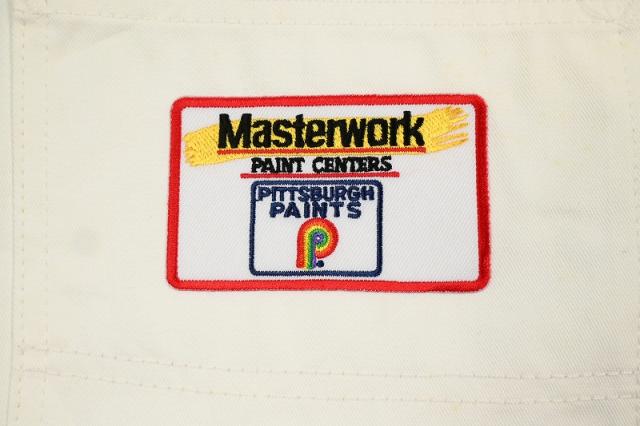 Masterwork
PAINT CENTERS
PITTSBURGH
PAINTS
P